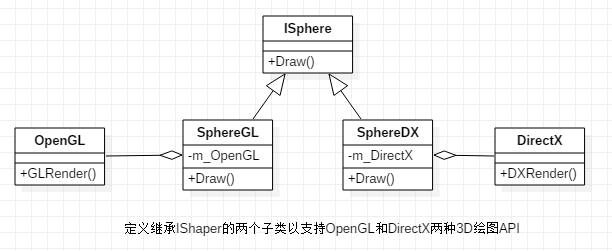 ISphere
+Draw()
OpenGL
+GLRender()
SphereGL
-m_OpenGL
+Draw()
SphereDX
-m_DirectX
+Draw()
DirectX
+DXRender()
定义继承IShaper的两个子类以支持OpenGL和DirectX两种3D绘图API